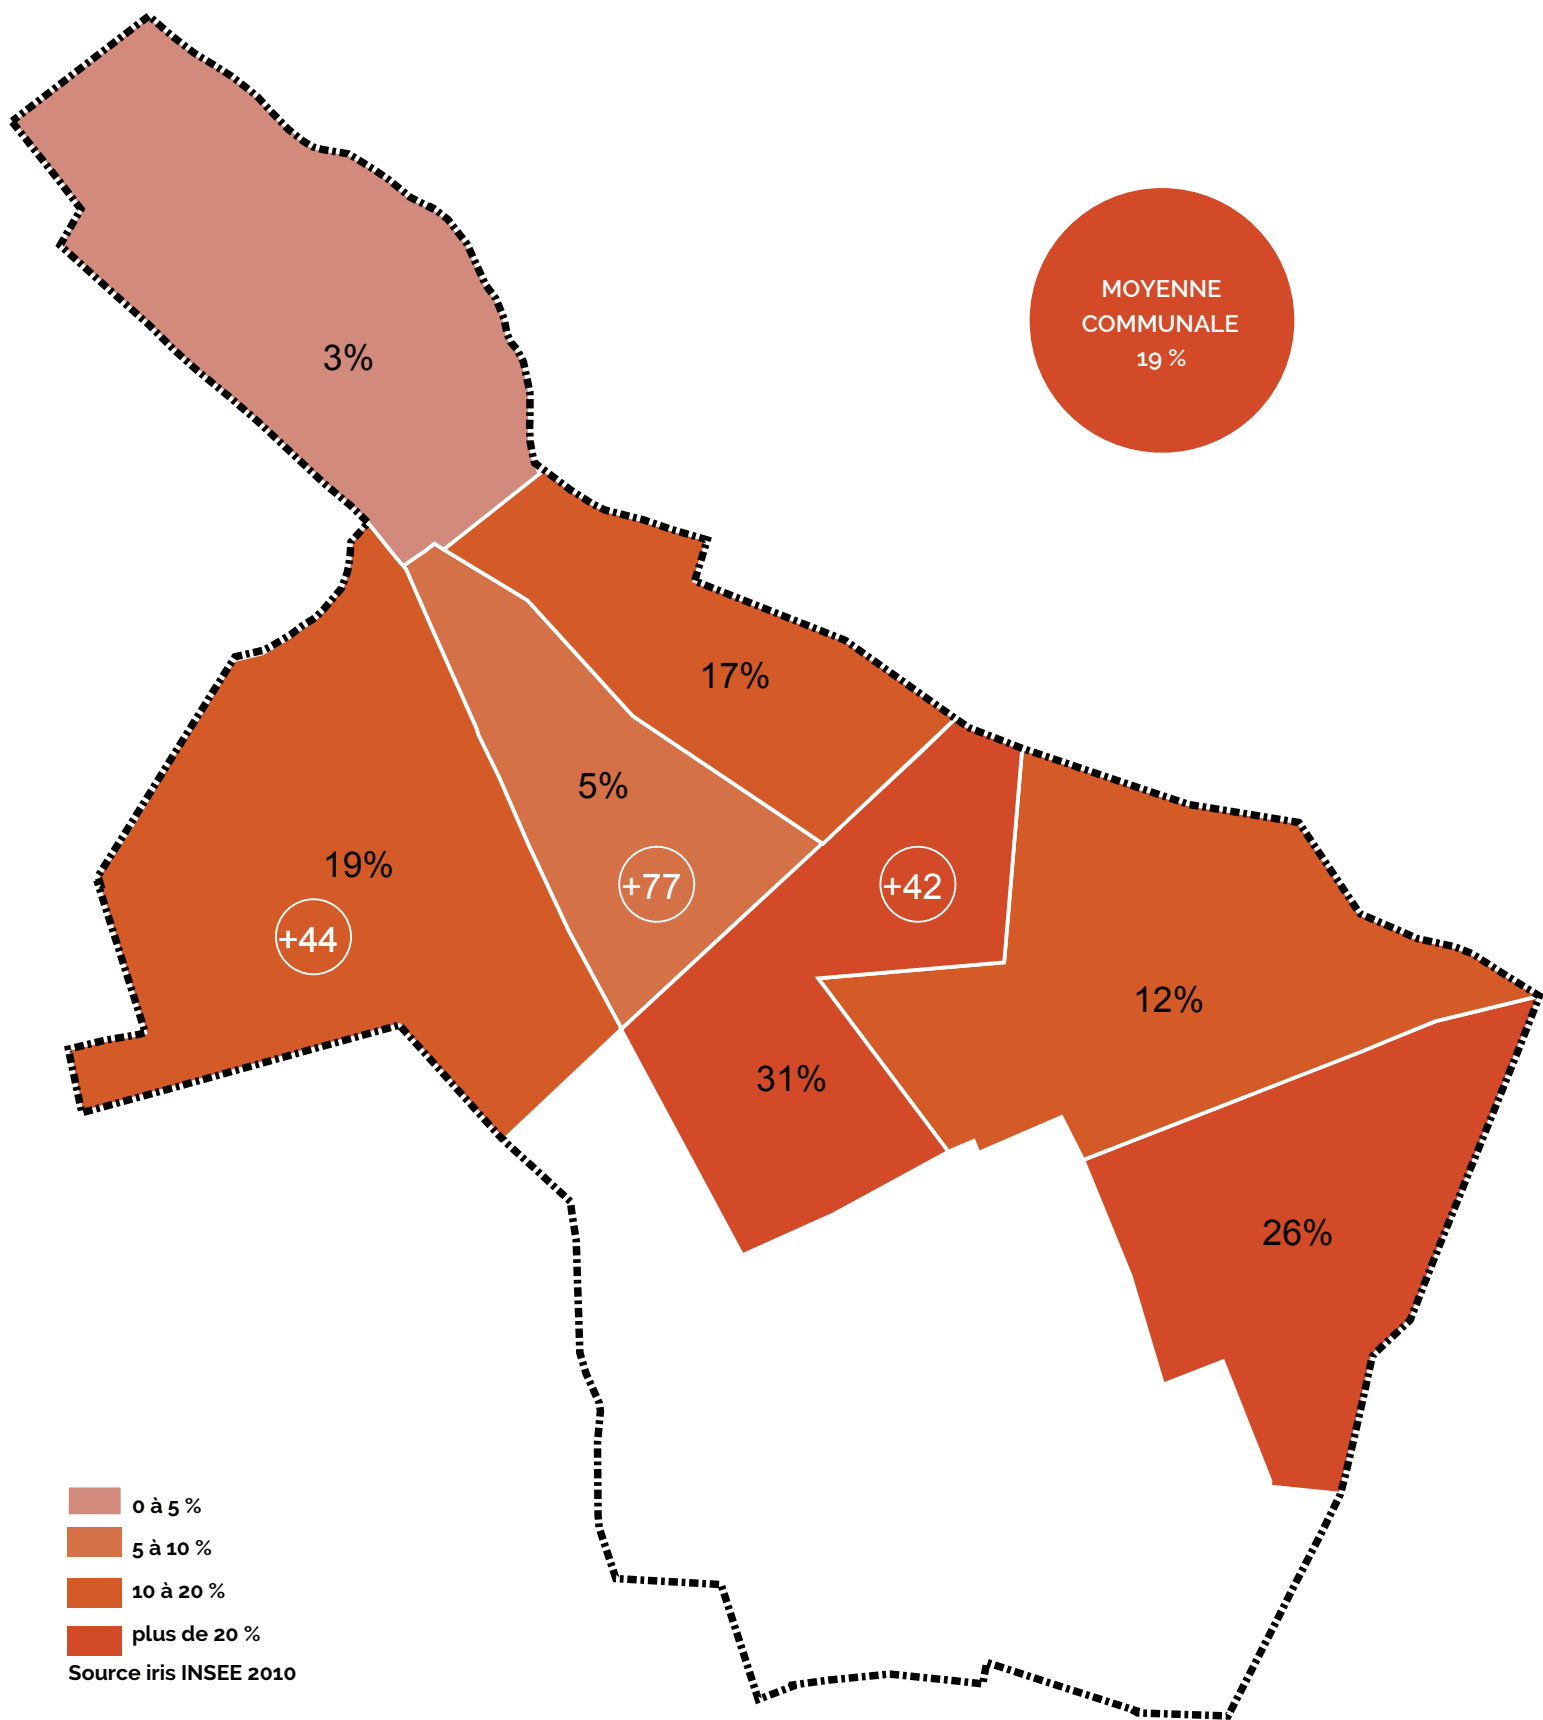 MOYENNE
COMMUNALE
19 %
3%
17%
5%
19%
+77
+42
+44
12%
31%
26%
0 à 5 %
5 à 10 %
10 à 20 %
plus de 20 %
Source iris INSEE 2010